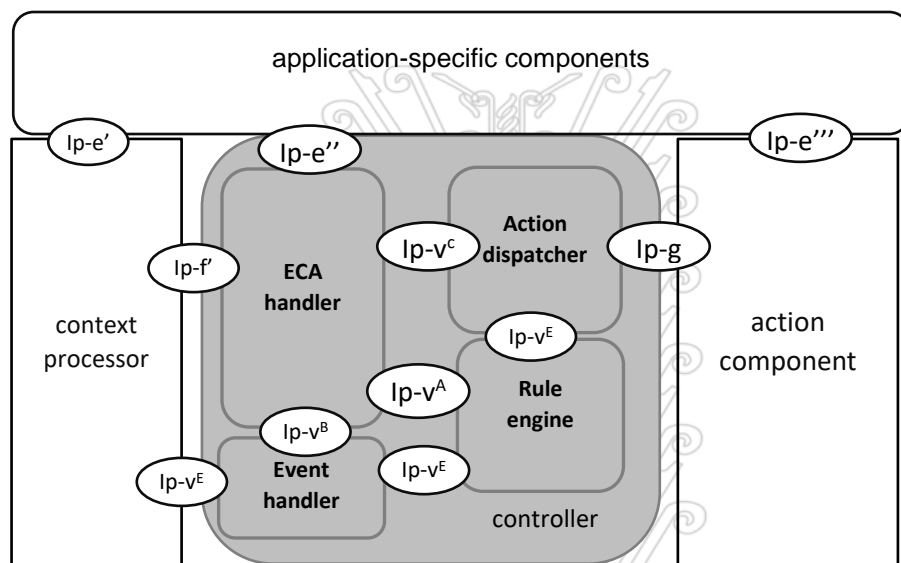 application-specific components
Ip-e’
Ip-e’’
Ip-e’’’
Ip-f’
ECA
handler
Ip-vᶜ
Action
dispatcher
Ip-g
context
processor
action
component
Ip-vᴱ
Ip-vᴬ
Rule
engine
Ip-vᴮ
Ip-vᴱ
Event
handler
Ip-vᴱ
controller